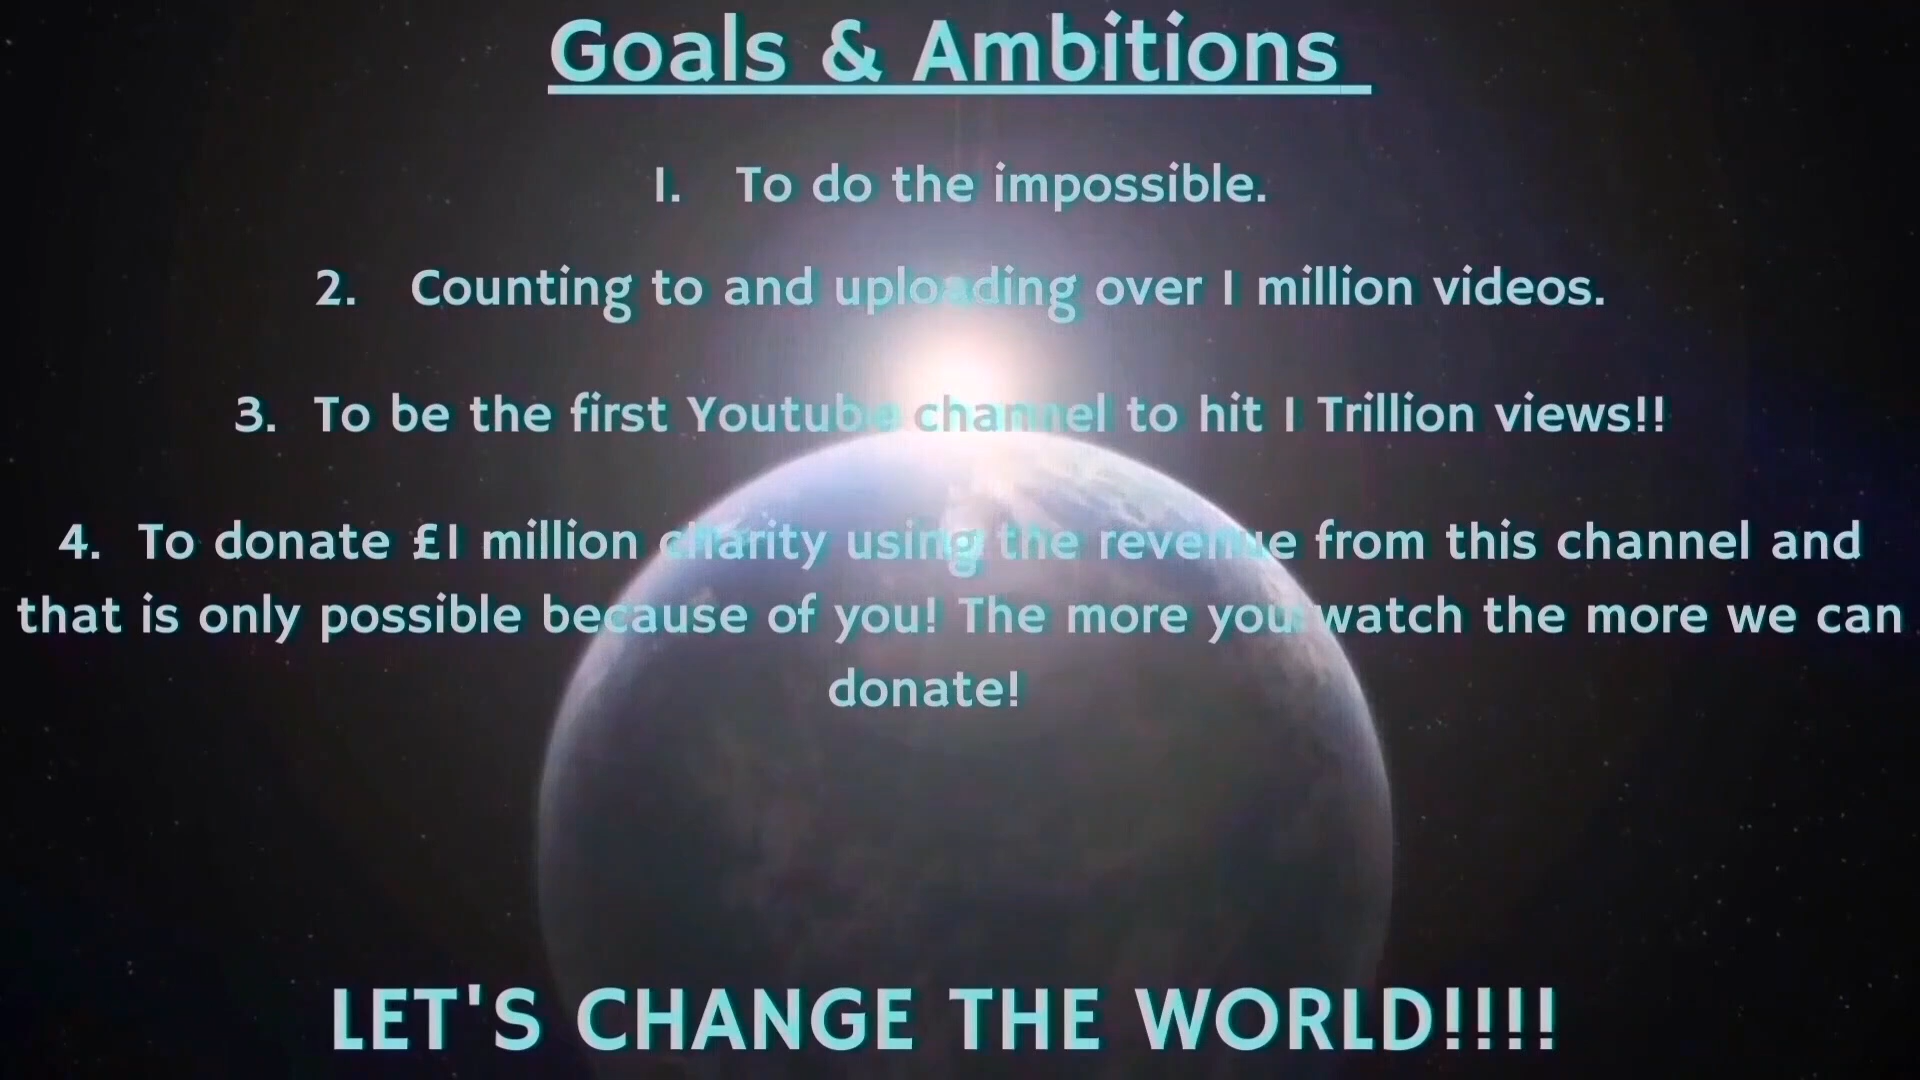 Goals & Ambitions
1. To do the impossible.
2. Counting to and uploading over 1 million videos.
3. To be the first Youtube channel to hit 1 Trillion views!!
4. To donate £1 million charity using the revenue from this channel and
that is only possible because of you! The more you watch the more we can
donate!
LET'S CHANGE THE WORLD!!!!